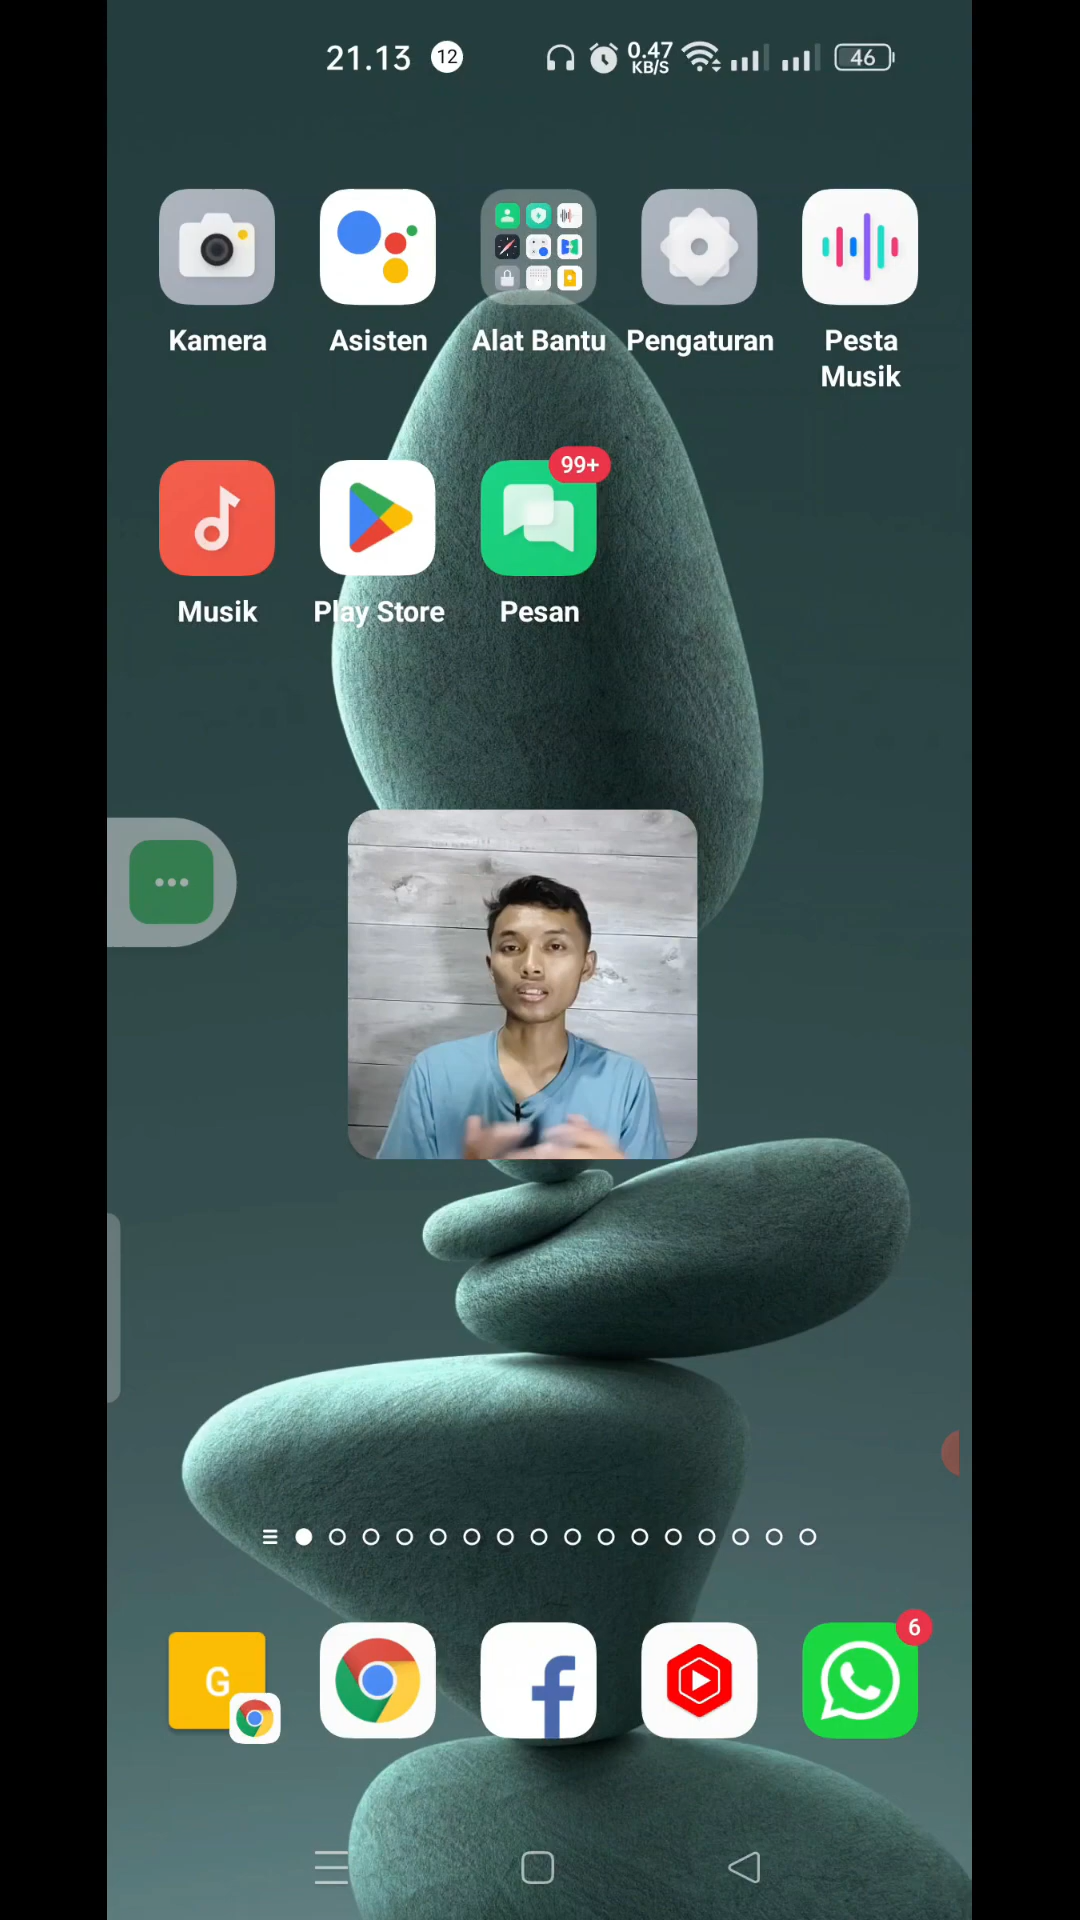 21.13 12 0.47 KB/S 46
Kamera Asisten Alat Bantu Pengaturan Pesta Musik
99+
Musik Play Store Pesan
6
G